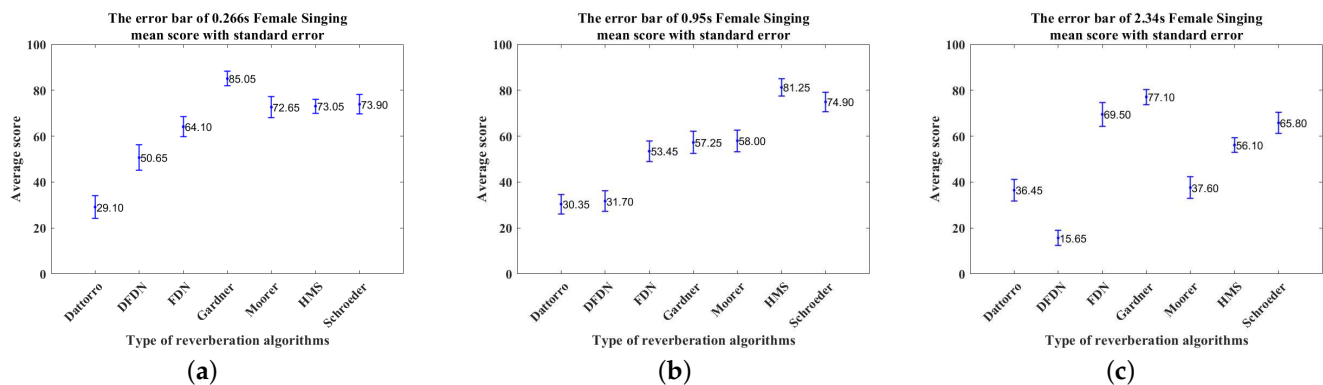 The error bar of 0.266s Female Singing
mean score with standard error
100
80
60
40
20
0
Average score
29.10
50.65
64.10
85.05
72.65
73.05
73.90
Dattorro
DFDN
FDN
Gardner
Moorer
HMS
Schroeder
Type of reverberation algorithms
(a)
The error bar of 0.95s Female Singing
mean score with standard error
100
80
60
40
20
0
Average score
30.35
31.70
53.45
57.25
58.00
81.25
74.90
Dattorro
DFDN
FDN
Gardner
Moorer
HMS
Schroeder
Type of reverberation algorithms
(b)
The error bar of 2.34s Female Singing
mean score with standard error
100
80
60
40
20
0
Average score
36.45
15.65
69.50
77.10
37.60
56.10
65.80
Dattorro
DFDN
FDN
Gardner
Moorer
HMS
Schroeder
Type of reverberation algorithms
(c)